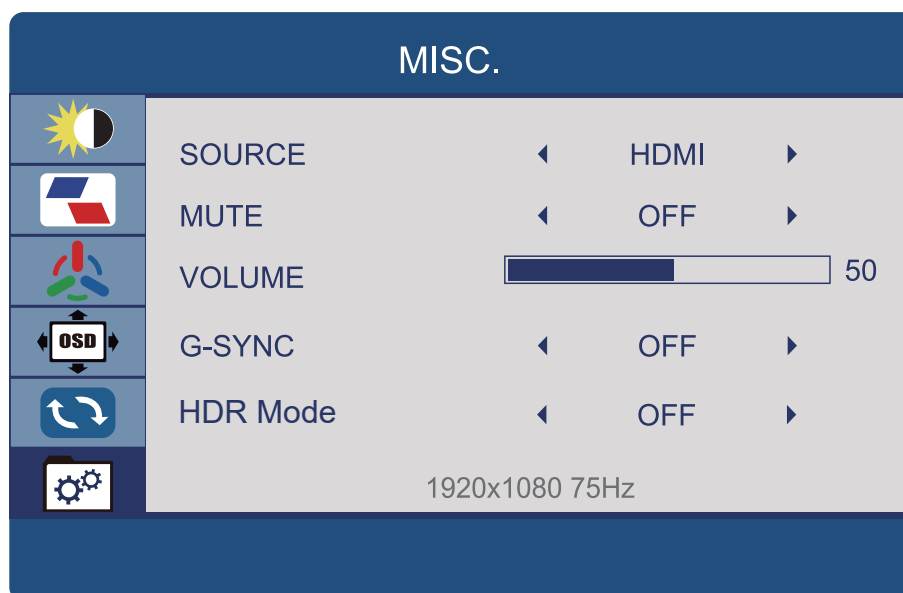 MISC.
SOURCE HDMI
MUTE OFF
VOLUME 50
OSD
G-SYNC OFF
HDR Mode OFF
1920x1080 75Hz